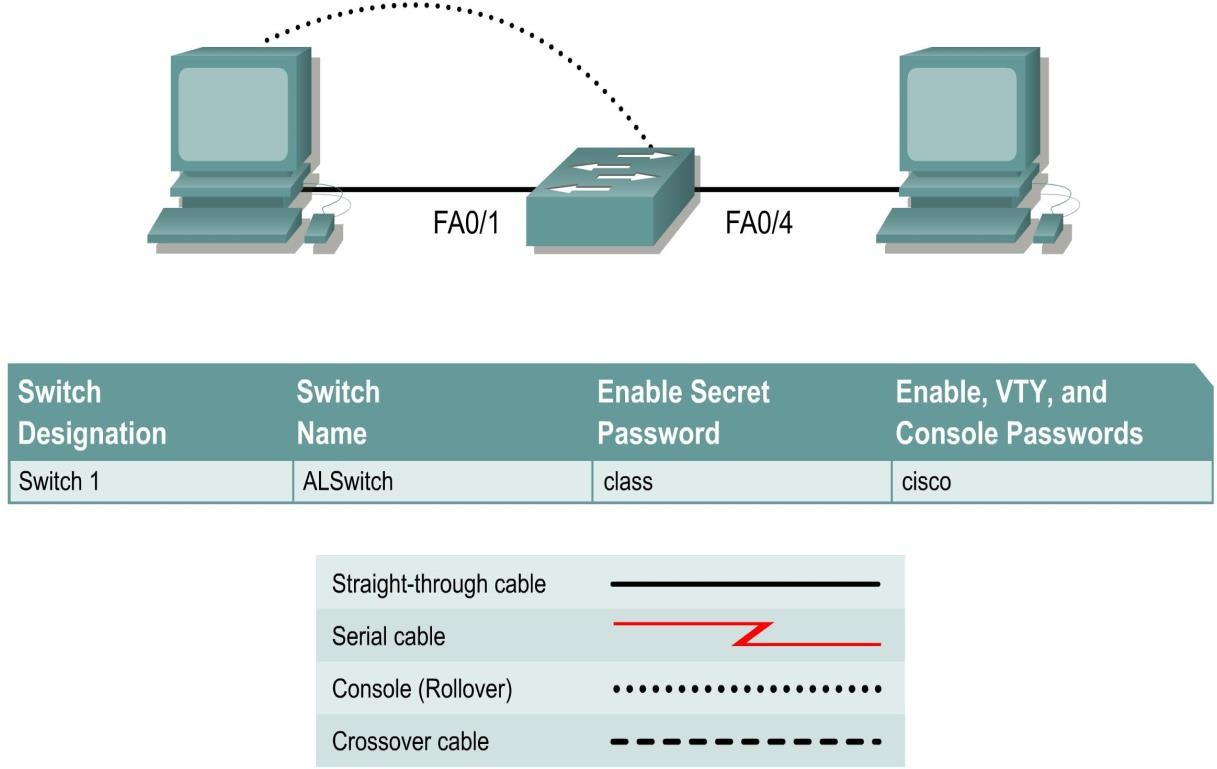 FA0/1
FA0/4
Switch Designation
Switch Name
Enable Secret Password
Enable, VTY, and Console Passwords
Switch 1
ALSwitch
class
cisco
Straight-through cable
Serial cable
Console (Rollover)
Crossover cable